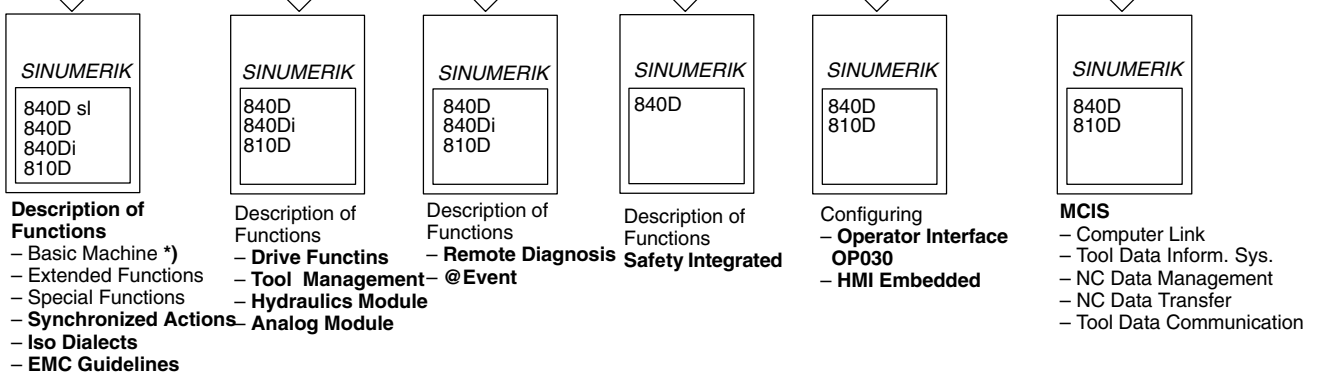 SINUMERIK
840D sl
840D
840Di
810D
Description of
Functions
– Basic Machine *)
– Extended Functions
– Special Functions
– Synchronized Actions
– Iso Dialects
– EMC Guidelines
SINUMERIK
840D
840Di
810D
Description of
Functions
– Drive Functins
– Tool Management
– Hydraulics Module
– Analog Module
SINUMERIK
840D
840Di
810D
Description of
Functions
– Remote Diagnosis
– @Event
SINUMERIK
840D
Description of
Functions
Safety Integrated
SINUMERIK
840D
810D
Configuring
– Operator Interface
OP030
– HMI Embedded
SINUMERIK
840D
810D
MCIS
– Computer Link
– Tool Data Inform. Sys.
– NC Data Management
– NC Data Transfer
– Tool Data Communication